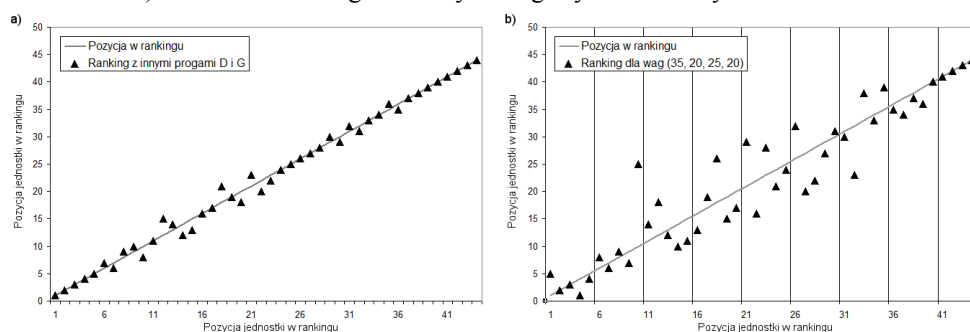 a)
50
45
40
35
30
25
20
15
10
5
0
Pozycja jednostki w rankingu
Pozycja w rankingu
Ranking z innymi progami D i G
1 6 11 16 21 26 31 36 41
Pozycja jednostki w rankingu
b)
50
45
40
35
30
25
20
15
10
5
0
Pozycja jednostki w rankingu
Pozycja w rankingu
Ranking dla wag (35, 20, 25, 20)
1 6 11 16 21 26 31 36 41
Pozycja jednostki w rankingu